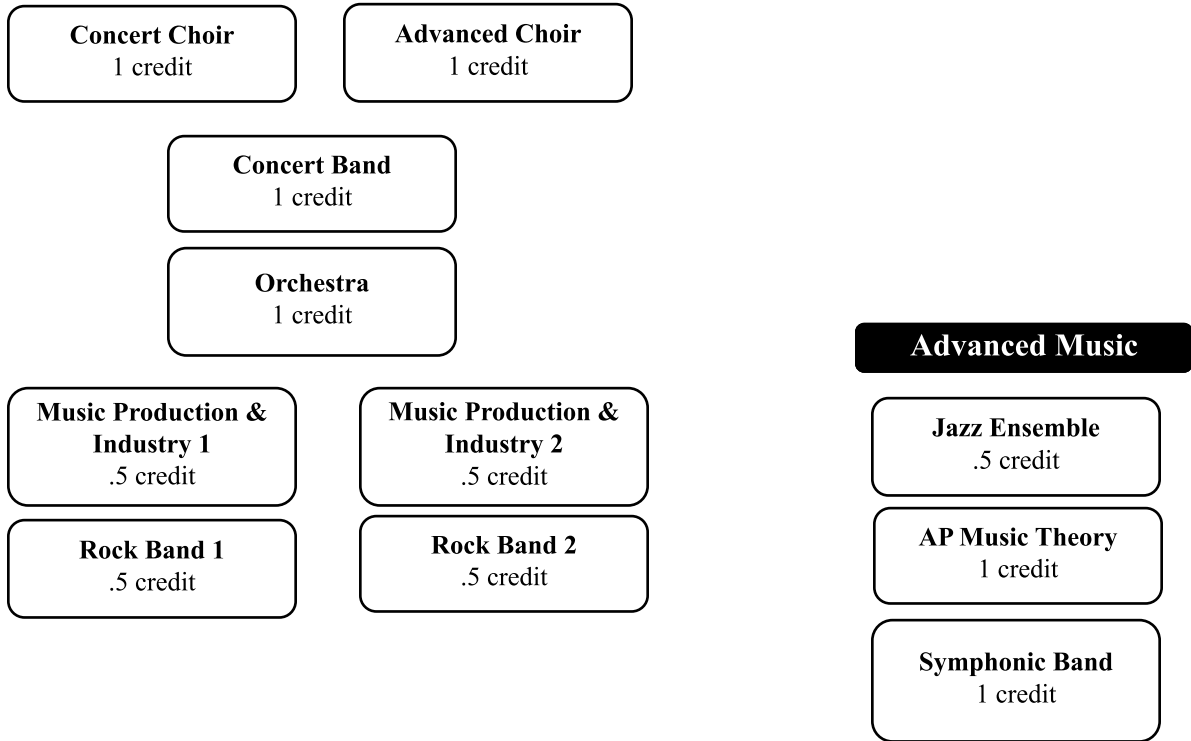 Concert Choir
1 credit
Advanced Choir
1 credit
Concert Band
1 credit
Orchestra
1 credit
Music Production &
Industry 1
.5 credit
Music Production &
Industry 2
.5 credit
Rock Band 1
.5 credit
Rock Band 2
.5 credit
Advanced Music
Jazz Ensemble
.5 credit
AP Music Theory
1 credit
Symphonic Band
1 credit